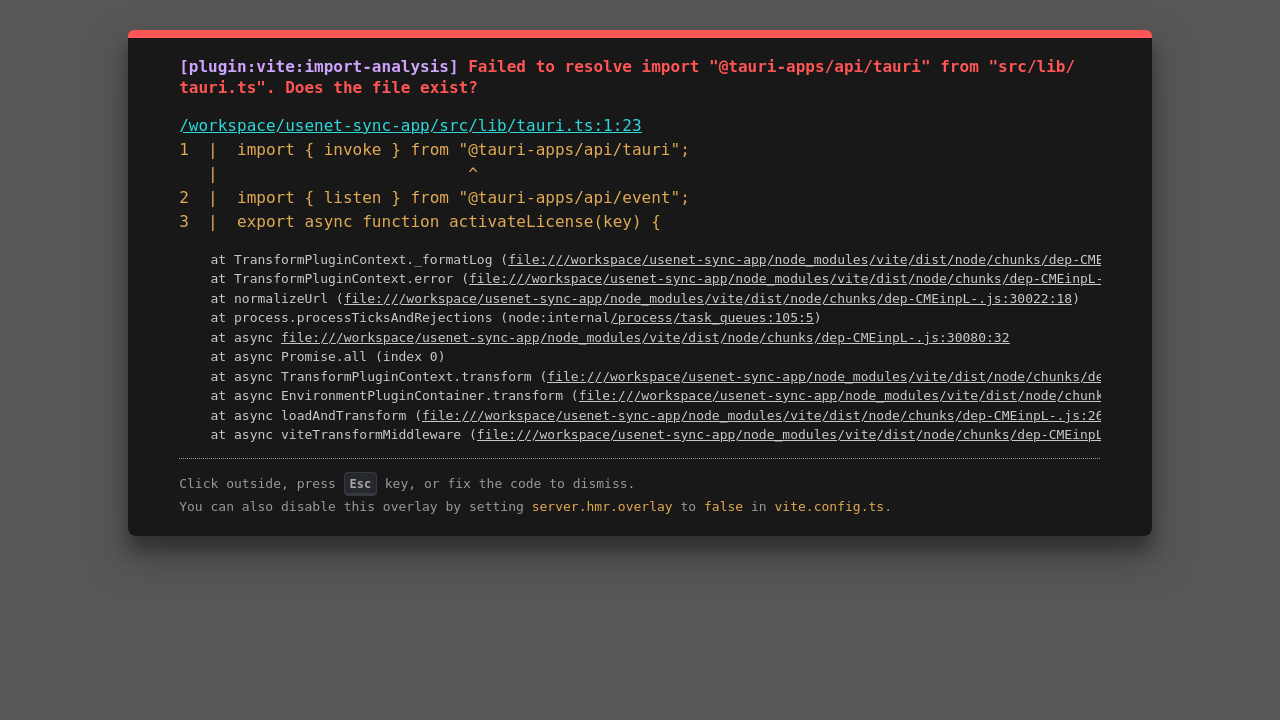 [plugin:vite:import-analysis] Failed to resolve import "@tauri-apps/api/tauri" from "src/lib/
tauri.ts". Does the file exist?
/workspace/usenet-sync-app/src/lib/tauri.ts:1:23
1  |  import { invoke } from "@tauri-apps/api/tauri";
   |                          ^
2  |  import { listen } from "@tauri-apps/api/event";
3  |  export async function activateLicense(key) {
at TransformPluginContext._formatLog (file:///workspace/usenet-sync-app/node_modules/vite/dist/node/chunks/dep-CME
at TransformPluginContext.error (file:///workspace/usenet-sync-app/node_modules/vite/dist/node/chunks/dep-CMEinpL-
at normalizeUrl (file:///workspace/usenet-sync-app/node_modules/vite/dist/node/chunks/dep-CMEinpL-.js:30022:18)
at process.processTicksAndRejections (node:internal/process/task_queues:105:5)
at async file:///workspace/usenet-sync-app/node_modules/vite/dist/node/chunks/dep-CMEinpL-.js:30080:32
at async Promise.all (index 0)
at async TransformPluginContext.transform (file:///workspace/usenet-sync-app/node_modules/vite/dist/node/chunks/de
at async EnvironmentPluginContainer.transform (file:///workspace/usenet-sync-app/node_modules/vite/dist/node/chunk
at async loadAndTransform (file:///workspace/usenet-sync-app/node_modules/vite/dist/node/chunks/dep-CMEinpL-.js:26
at async viteTransformMiddleware (file:///workspace/usenet-sync-app/node_modules/vite/dist/node/chunks/dep-CMEinpL
Click outside, press Esc key, or fix the code to dismiss.
You can also disable this overlay by setting server.hmr.overlay to false in vite.config.ts.